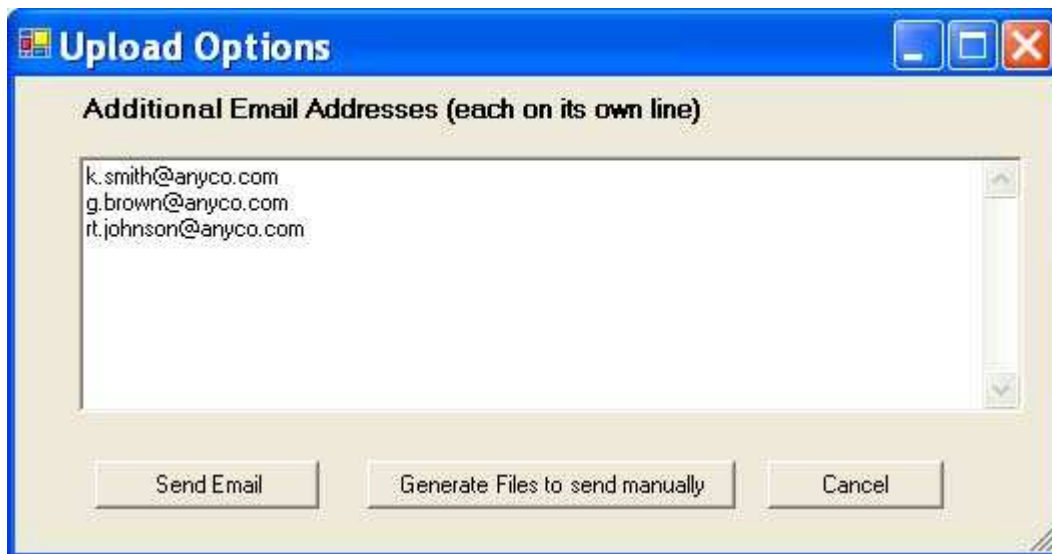 Upload Options
Additional Email Addresses (each on its own line)
k.smith@anyco.com
g.brown@anyco.com
rt.johnson@anyco.com
Send Email
Generate Files to send manually
Cancel